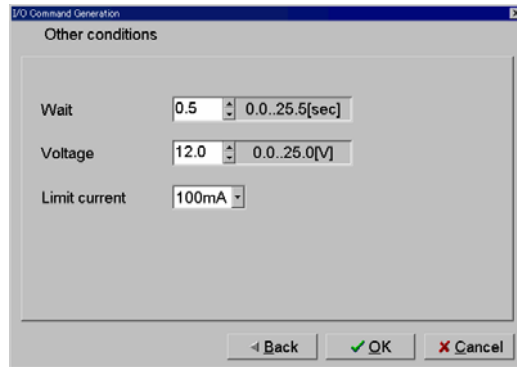 I/O Command Generation
Other conditions
Wait 0.5 0.0..25.5[sec]
Voltage 12.0 0.0..25.0[V]
Limit current 100mA
Back OK Cancel